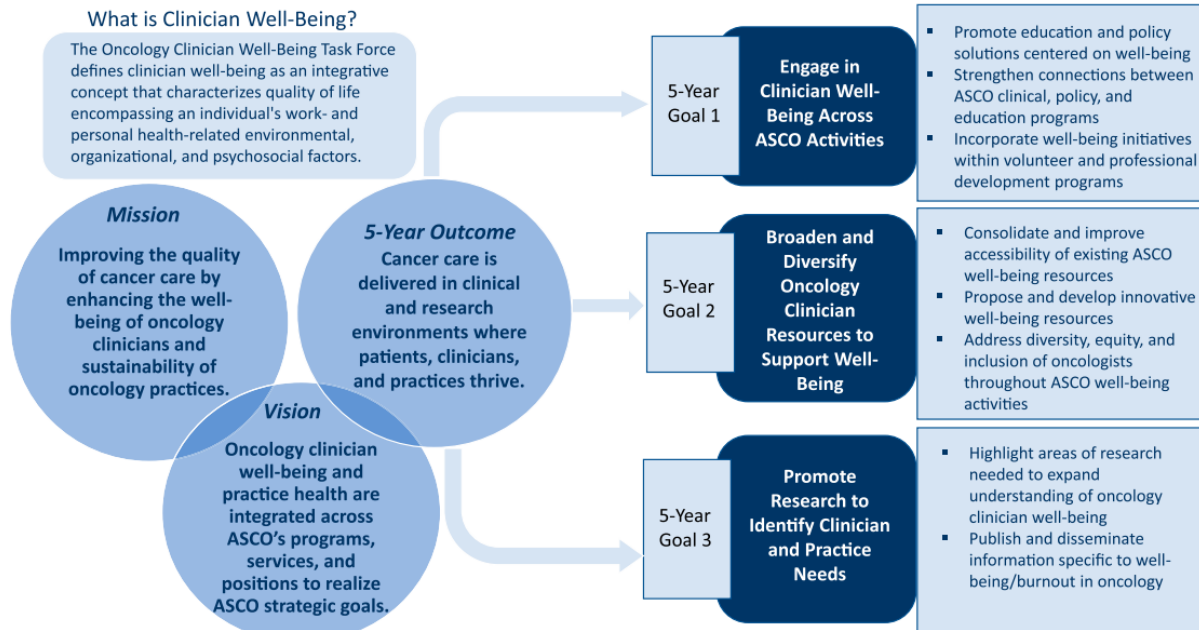 What is Clinician Well-Being?
The Oncology Clinician Well-Being Task Force
defines clinician well-being as an integrative
concept that characterizes quality of life
encompassing an individual's work- and
personal health-related environmental,
organizational, and psychosocial factors.
Mission
Improving the quality
of cancer care by
enhancing the well-
being of oncology
clinicians and
sustainability of
oncology practices.
5-Year Outcome
Cancer care is
delivered in clinical
and research
environments where
patients, clinicians,
and practices thrive.
Vision
Oncology clinician
well-being and
practice health are
integrated across
ASCO's programs,
services, and
positions to realize
ASCO strategic goals.
5-Year
Goal 1
Engage in
Clinician Well-
Being Across
ASCO Activities
▪ Promote education and policy
solutions centered on well-being
▪ Strengthen connections between
ASCO clinical, policy, and
education programs
▪ Incorporate well-being initiatives
within volunteer and professional
development programs
5-Year
Goal 2
Broaden and
Diversify
Oncology
Clinician
Resources to
Support Well-
Being
▪ Consolidate and improve
accessibility of existing ASCO
well-being resources
▪ Propose and develop innovative
well-being resources
▪ Address diversity, equity, and
inclusion of oncologists
throughout ASCO well-being
activities
5-Year
Goal 3
Promote
Research to
Identify Clinician
and Practice
Needs
▪ Highlight areas of research
needed to expand
understanding of oncology
clinician well-being
▪ Publish and disseminate
information specific to well-
being/burnout in oncology